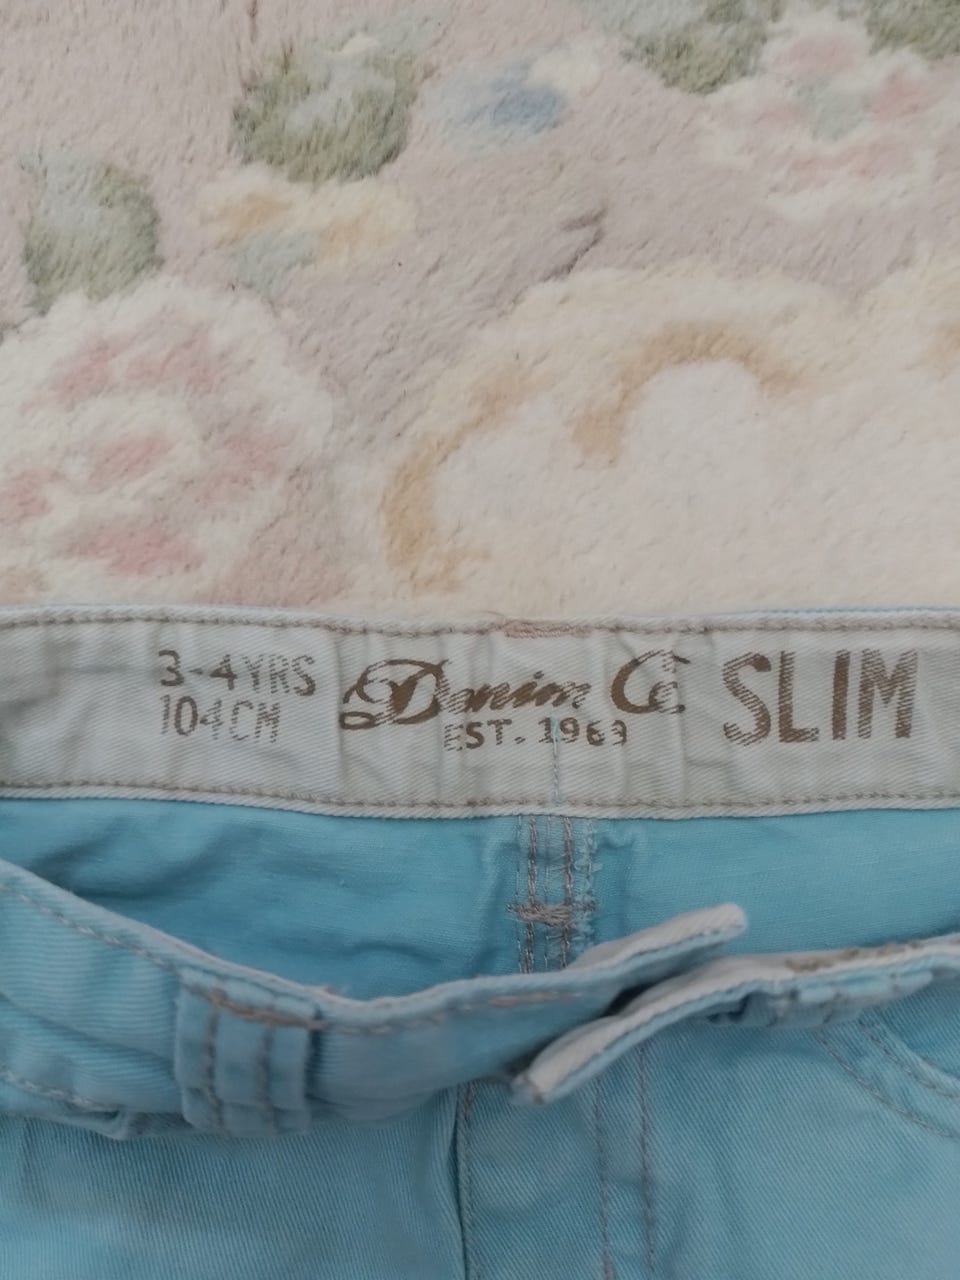 3-4YRS
104CM
Denim Co
EST. 1969
SLIM